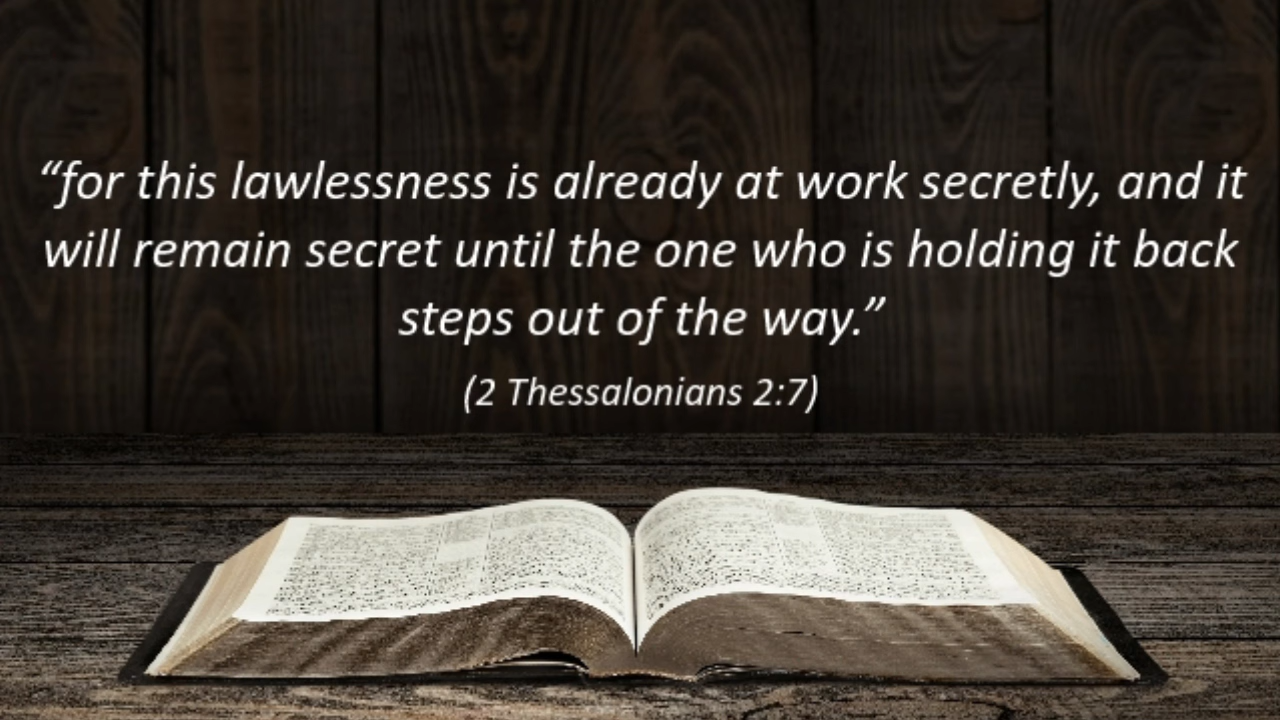 “for this lawlessness is already at work secretly, and it
will remain secret until the one who is holding it back
steps out of the way.”
(2 Thessalonians 2:7)